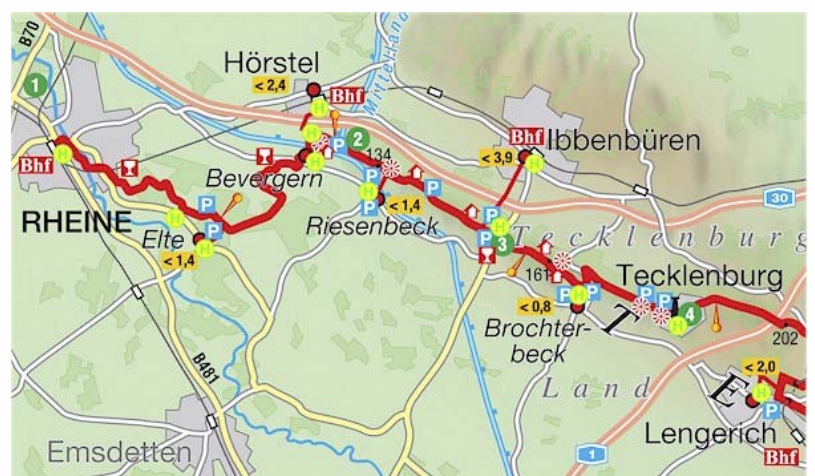 B70
Hörstel
< 2,4
Bhf
Mittelland
1
H
H
P
2
Bhf
Ibbenbüren
Bhf
H
134
< 3,9
H
Bevergern
H
P
H
P
30
RHEINE
H
P
Riesenbeck
P
< 1,4
P
H
Tecklenburg
Elte
P
H
P
3
< 1,4
161
Tecklenburg
P
H
P
P
P
< 0,8
T
H
4
Brochter-
beck
202
B481
< 2,0
Land
E
H
P
Lengerich
Emsdetten
1
Bhf